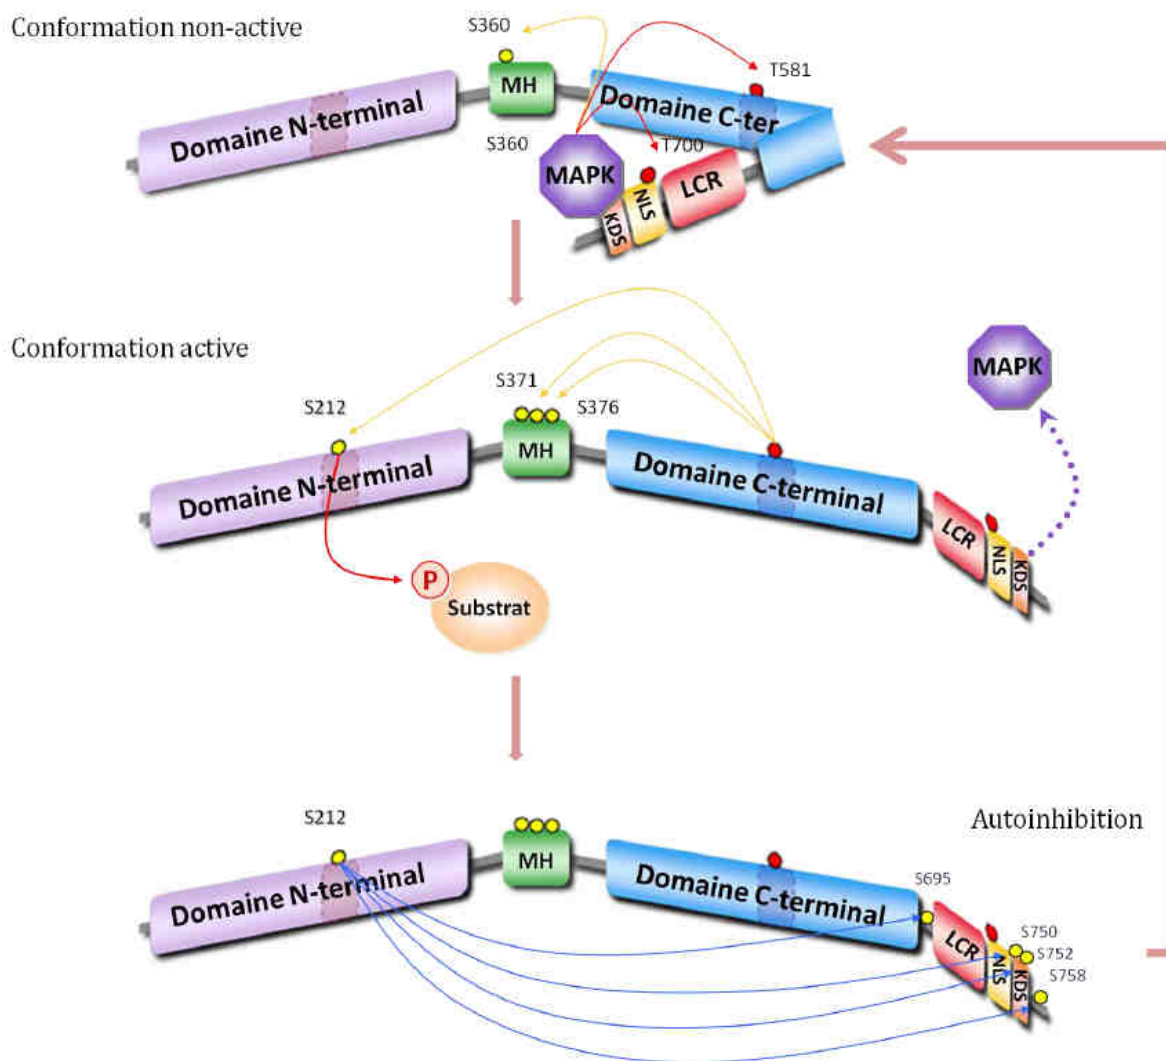 Conformation non-active
S360
T581
MH
Domaine N-terminal
Domaine C-ter
S360
T700
MAPK
LCR
NLS
KDS
Conformation active
MAPK
S371
S212
S376
MH
Domaine N-terminal
Domaine C-terminal
LCR
NLS
KDS
P
Substrat
S212
Autoinhibition
MH
Domaine N-terminal
Domaine C-terminal
S695
S750
S752
S758
LCR
NLS
KDS